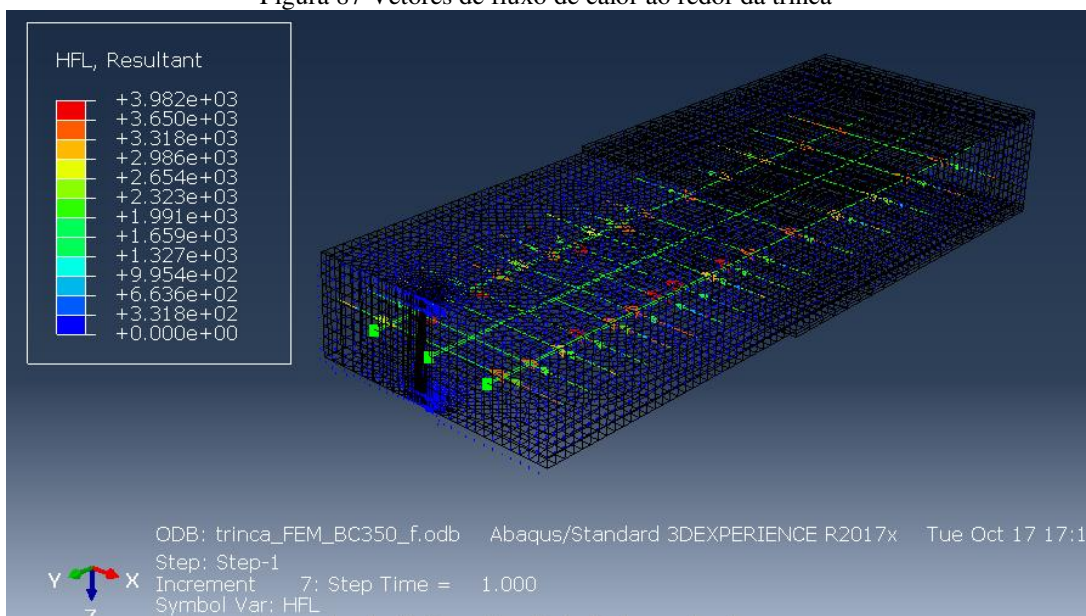 Figura 87 Vetores de fluxo de calor ao redor da trinca
HFL, Resultant
+3.982e+03
+3.650e+03
+3.318e+03
+2.986e+03
+2.654e+03
+2.323e+03
+1.991e+03
+1.659e+03
+1.327e+03
+9.954e+02
+6.636e+02
+3.318e+02
+0.000e+00
ODB: trinca_FEM_BC350_f.odb Abaqus/Standard 3DEXPERIENCE R2017x Tue Oct 17 17:1
Step: Step-1
Y X Increment 7: Step Time = 1.000
Z Symbol Var: HFL